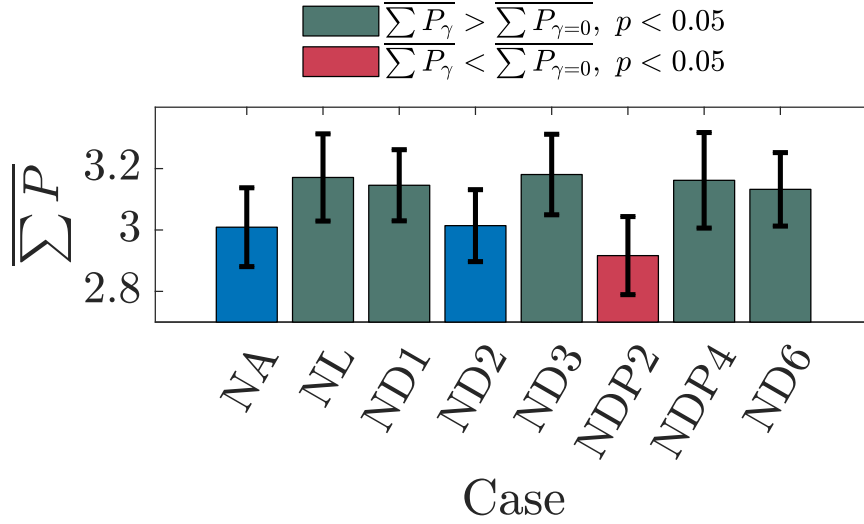 $\overline{\sum P_\gamma} > \overline{\sum P_{\gamma=0}},\ p < 0.05$
$\overline{\sum P_\gamma} < \overline{\sum P_{\gamma=0}},\ p < 0.05$
$\overline{\sum P}$
3.2
3
2.8
NA NL ND1 ND2 ND3 NDP2 NDP4 ND6
Case